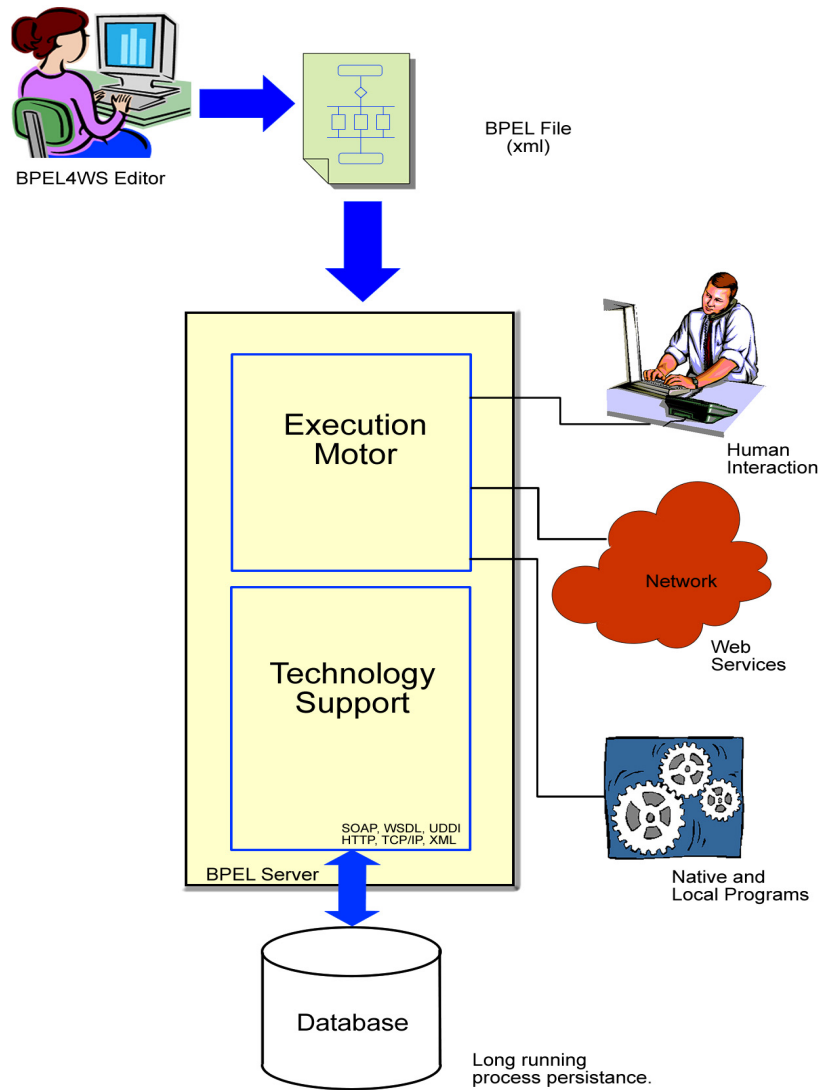 BPEL4WS Editor
BPEL File
(xml)
Execution
Motor
Human
Interaction
Network
Web
Services
Technology
Support
SOAP, WSDL, UDDI
HTTP, TCP/IP, XML
BPEL Server
Native and
Local Programs
Database
Long running
process persistance.